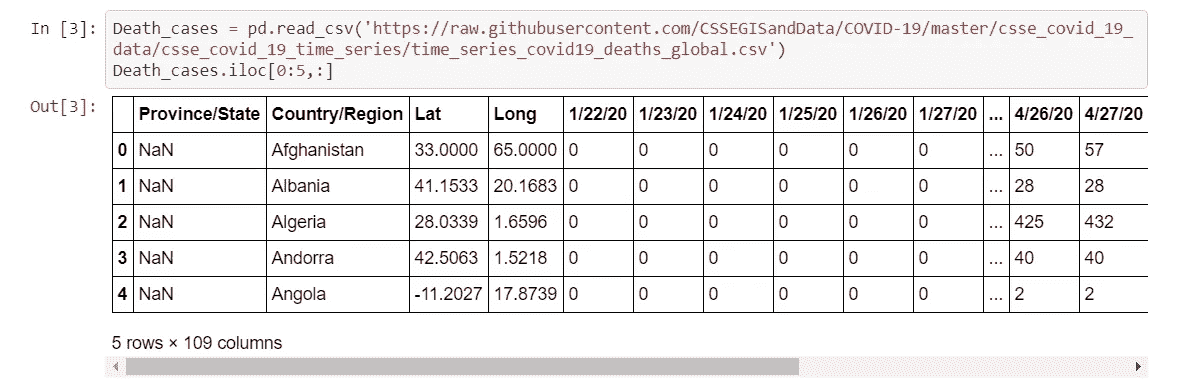 In [3]: Death_cases = pd.read_csv('https://raw.githubusercontent.com/CSSEGISandData/COVID-19/master/csse_covid_19_
data/csse_covid_19_time_series/time_series_covid19_deaths_global.csv')
Death_cases.iloc[0:5,:]
Out[3]:
Province/State Country/Region Lat Long 1/22/20 1/23/20 1/24/20 1/25/20 1/26/20 1/27/20 ... 4/26/20 4/27/20
0 NaN Afghanistan 33.0000 65.0000 0 0 0 0 0 0 ... 50 57
1 NaN Albania 41.1533 20.1683 0 0 0 0 0 0 ... 28 28
2 NaN Algeria 28.0339 1.6596 0 0 0 0 0 0 ... 425 432
3 NaN Andorra 42.5063 1.5218 0 0 0 0 0 0 ... 40 40
4 NaN Angola -11.2027 17.8739 0 0 0 0 0 0 ... 2 2
5 rows × 109 columns